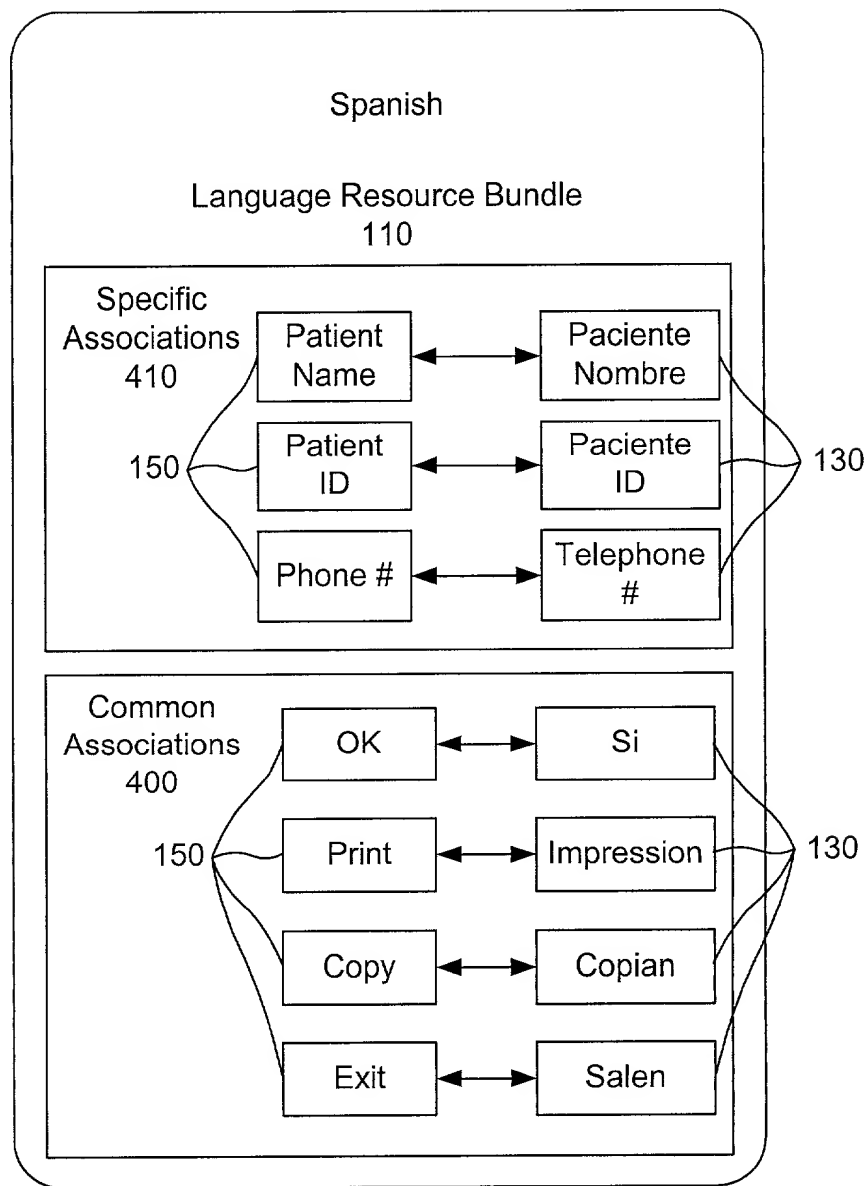 Spanish
Language Resource Bundle
110
Specific
Associations
410
Patient
Name
Paciente
Nombre
150
Patient
ID
Paciente
ID
130
Phone #
Telephone
#
Common
Associations
400
OK
Si
150
Print
Impression
130
Copy
Copian
Exit
Salen